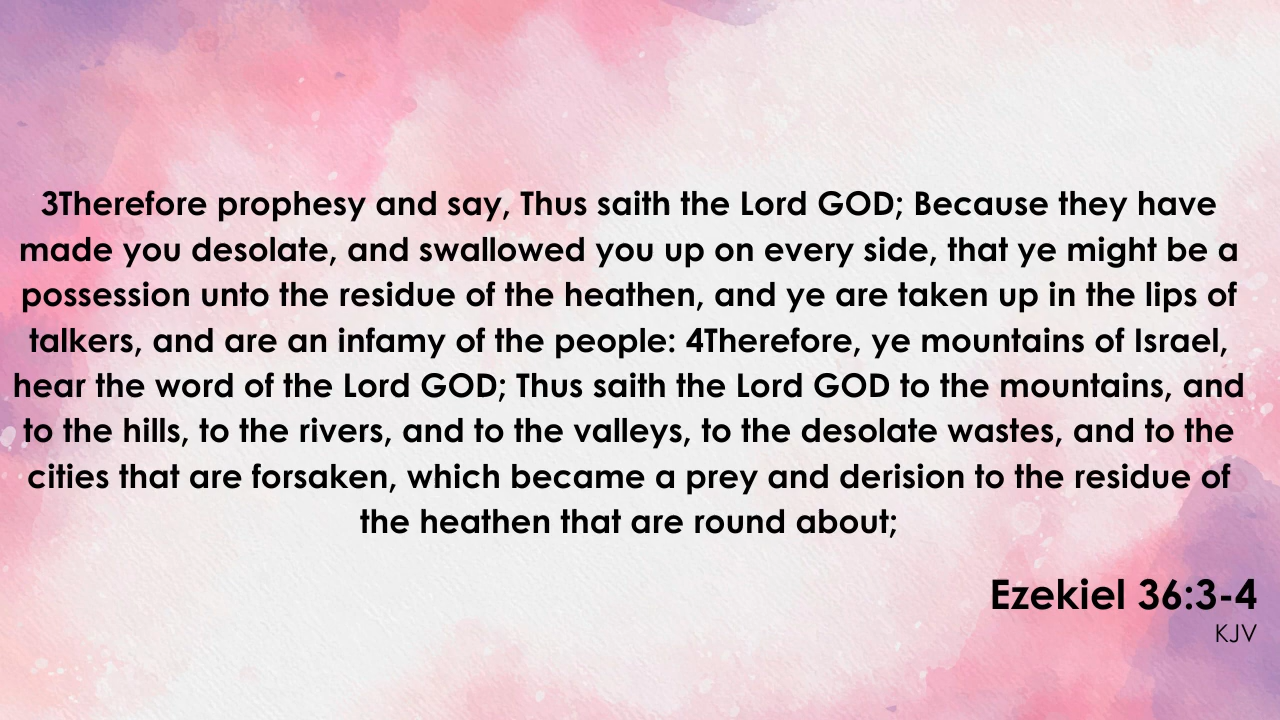 3Therefore prophesy and say, Thus saith the Lord GOD; Because they have
made you desolate, and swallowed you up on every side, that ye might be a
possession unto the residue of the heathen, and ye are taken up in the lips of
talkers, and are an infamy of the people: 4Therefore, ye mountains of Israel,
hear the word of the Lord GOD; Thus saith the Lord GOD to the mountains, and
to the hills, to the rivers, and to the valleys, to the desolate wastes, and to the
cities that are forsaken, which became a prey and derision to the residue of
the heathen that are round about;
Ezekiel 36:3-4
KJV